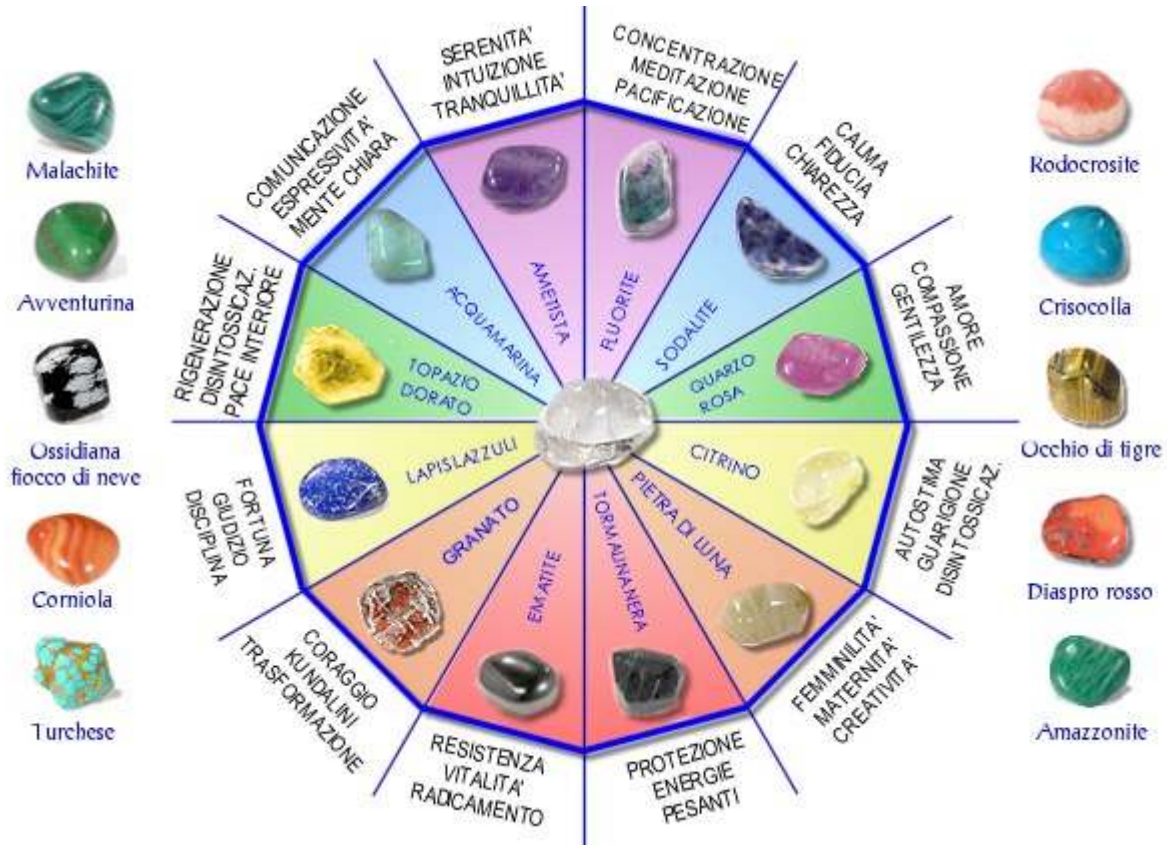 SERENITA'
INTUIZIONE
TRANQUILLITA'
CONCENTRAZIONE
MEDITAZIONE
PACIFICAZIONE
CALMA
FIDUCIA
CHIAREZZA
AMORE
COMPASSIONE
GENTILEZZA
AUTOSTIMA
GUARIGIONE
DISINTOSSICAZ.
FEMMINILITA'
MATERNITA'
CREATIVITA'
PROTEZIONE
ENERGIE
PESANTI
RESISTENZA
VITALITA'
RADICAMENTO
CORAGGIO
KUNDALINI
TRASFORMAZIONE
FORTUNA
GIUDIZIO
DISCIPLINA
RIGENERAZIONE
DISINTOSSICAZ.
PACE INTERIORE
COMUNICAZIONE
ESPRESSIVITA'
MENTE CHIARA
AMETISTA
FLUORITE
SODALITE
QUARZO
ROSA
CITRINO
PIETRA DI LUNA
TORMALINA NERA
EMATITE
GRANATO
LAPISLAZZULI
TOPAZIO
DORATO
ACQUAMARINA
Malachite
Avventurina
Ossidiana
fiocco di neve
Corniola
Turchese
Rodocrosite
Crisocolla
Occhio di tigre
Diaspro rosso
Amazzonite